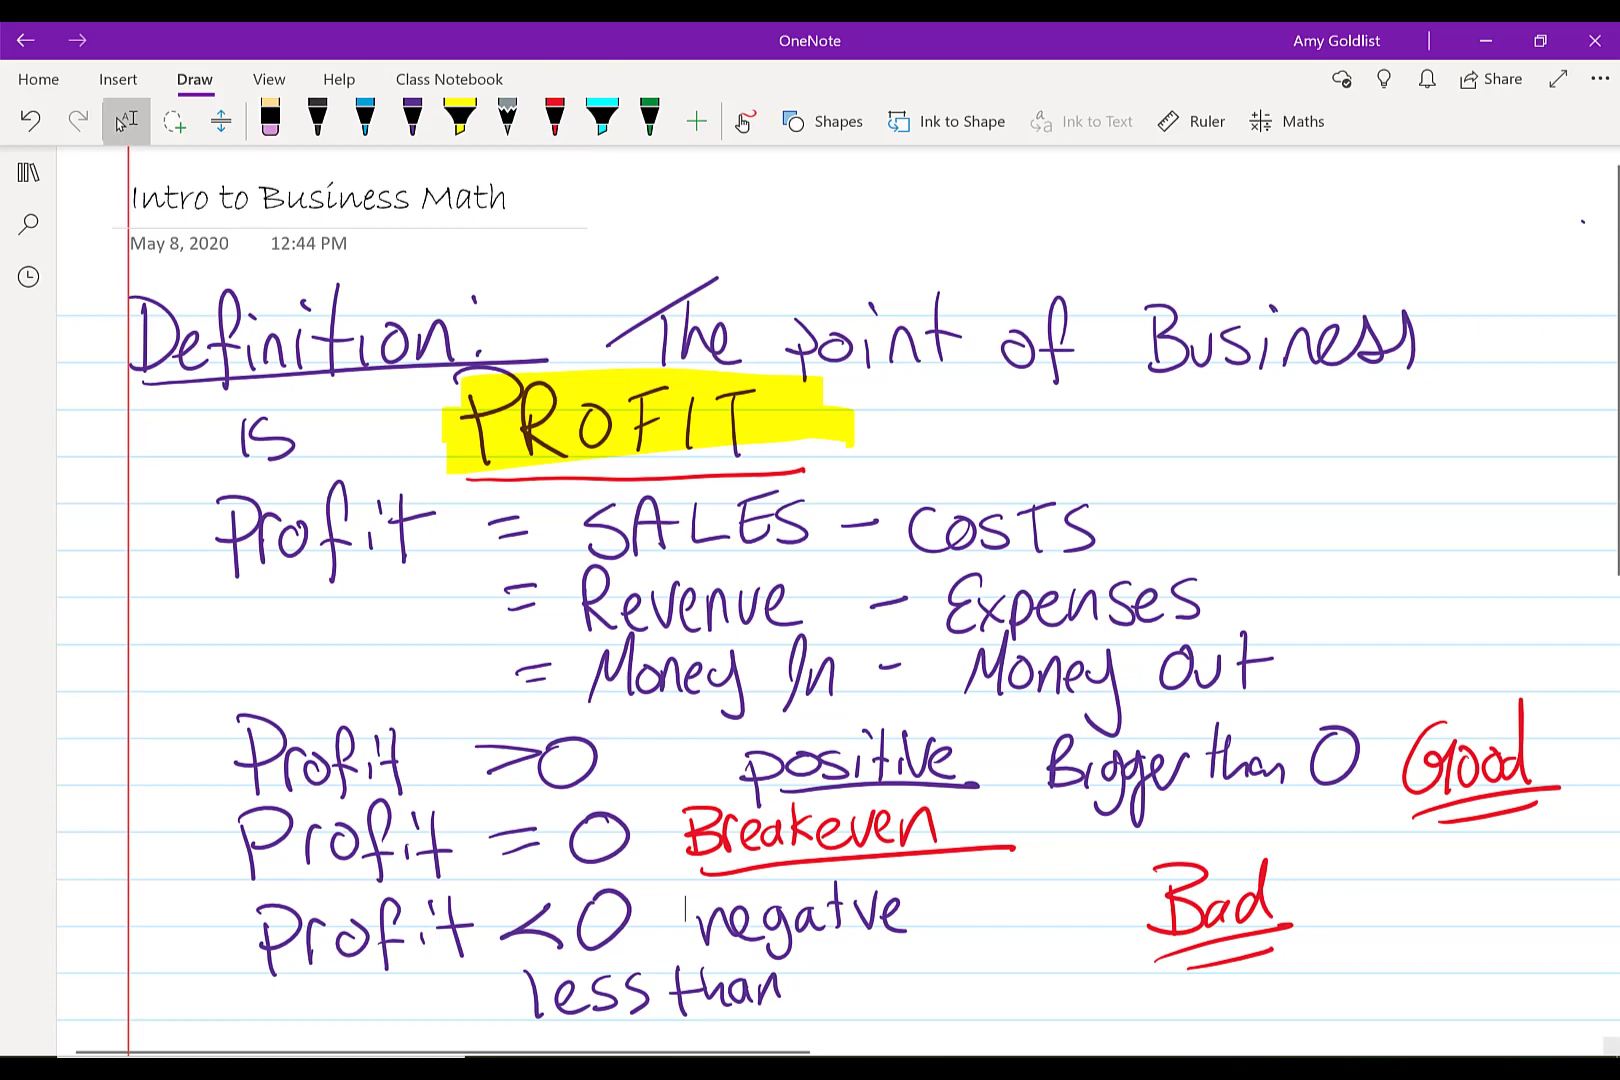 OneNote
Amy Goldlist
Home Insert Draw View Help Class Notebook
Share
Shapes Ink to Shape Ink to Text Ruler Maths
Intro to Business Math
May 8, 2020 12:44 PM
Definition: The point of Business
is PROFIT
Profit = SALES - COSTS
= Revenue - Expenses
= Money In - Money Out
Profit >0 positive Bigger than 0 Good
Profit = 0 Breakeven
Profit <0 negatve Bad
less than